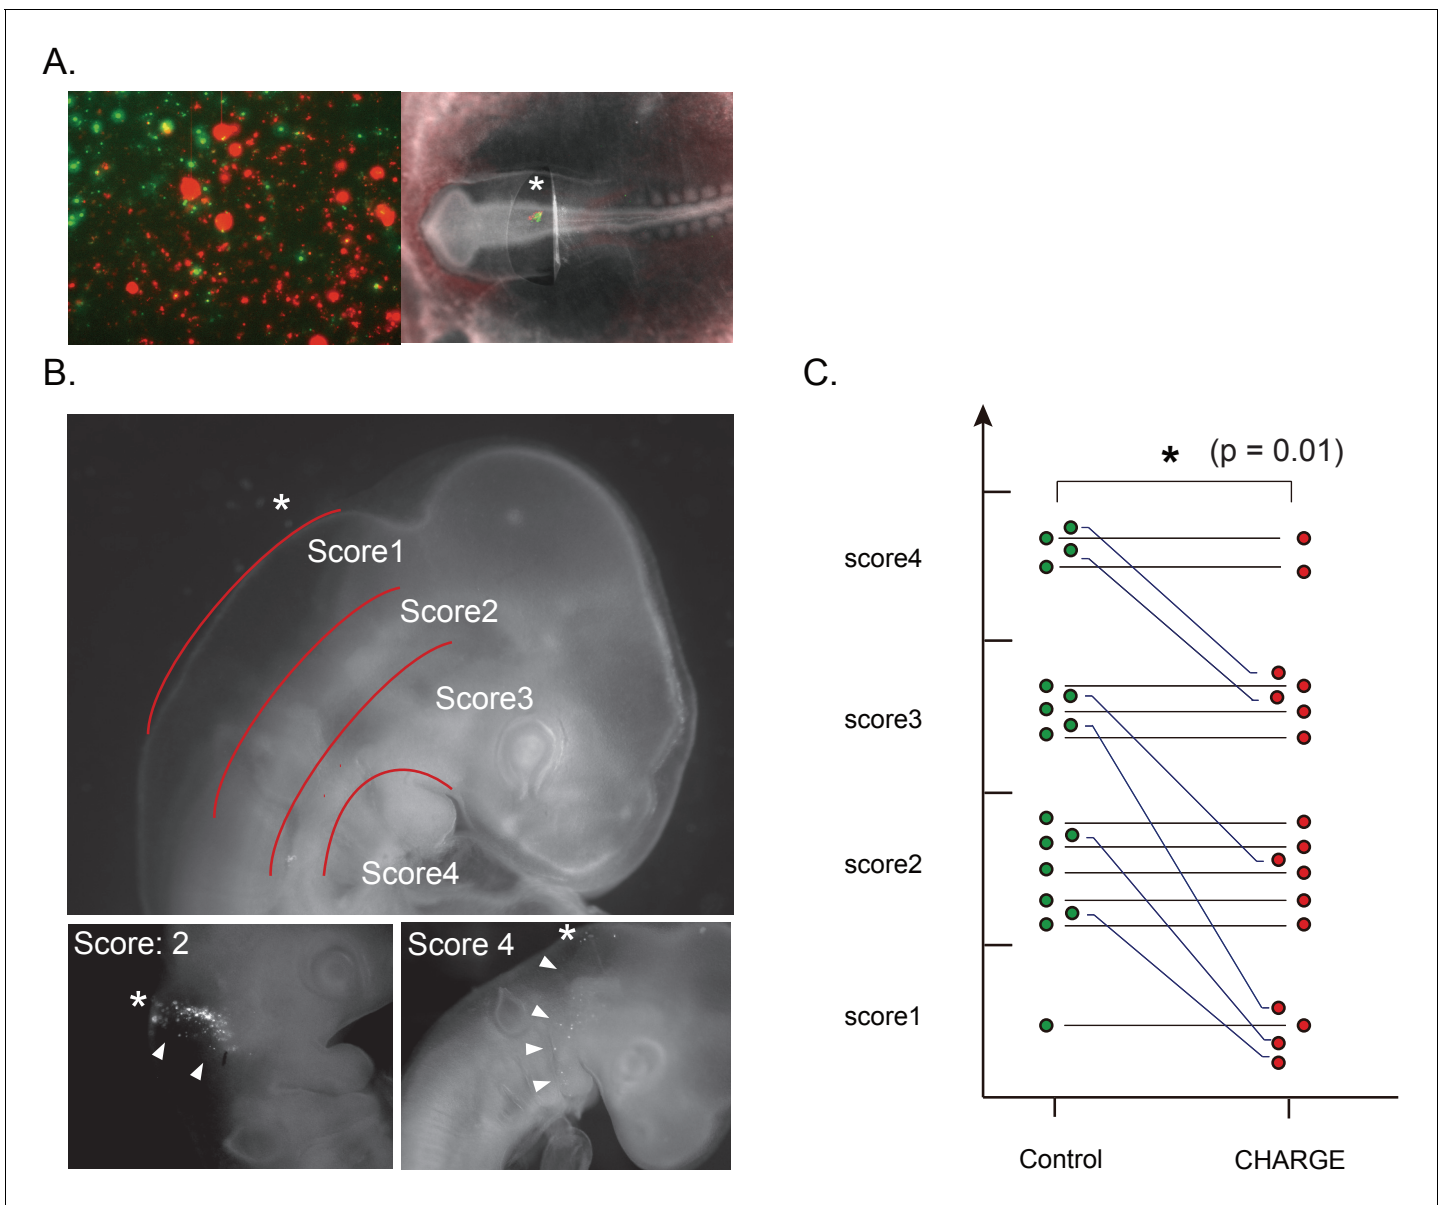 A.
*
B.
*
Score1
Score2
Score3
Score4
Score: 2
*
Score 4
*
C.
* (p = 0.01)
score4
score3
score2
score1
Control
CHARGE